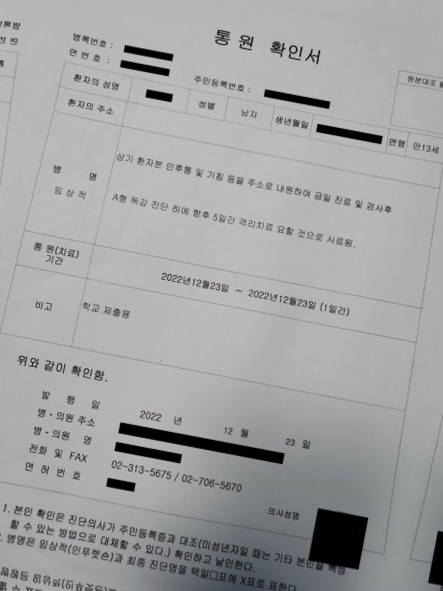 통 원 확인서
병록번호 :
연 번 호 :
주민등록번호 :
원본대조
환자의 성명
성별
남자
생년월일
연령
만13세
환자의 주소
병 명
임 상 적
상기 환자분 인후통 및 기침 등을 주소로 내원하여 금일 진료 및 검사후
A형 독감 진단 하에 향후 5일간 격리치료 요할 것으로 사료됨.
통 원(치료)
기간
2022년12월23일 ~ 2022년12월23일 (1일간)
비고
학교 제출용
위와 같이 확인함.
발 행 일
2022 년 12 월 23 일
병·의원 주소
병·의원 명
전화 및 FAX
02-313-5675 / 02-706-5670
면 허 번 호
의사성명
1. 본인 확인은 진단의사가 주민등록증과 대조(미성년자일 때는 기타 본인을
할 수 있는 방법으로 대체할 수 있다.) 확인하고 날인한다.
병명은 임상적(인푸렛숀)과 최종 진단명을 택일□표에 X표로 표한다.